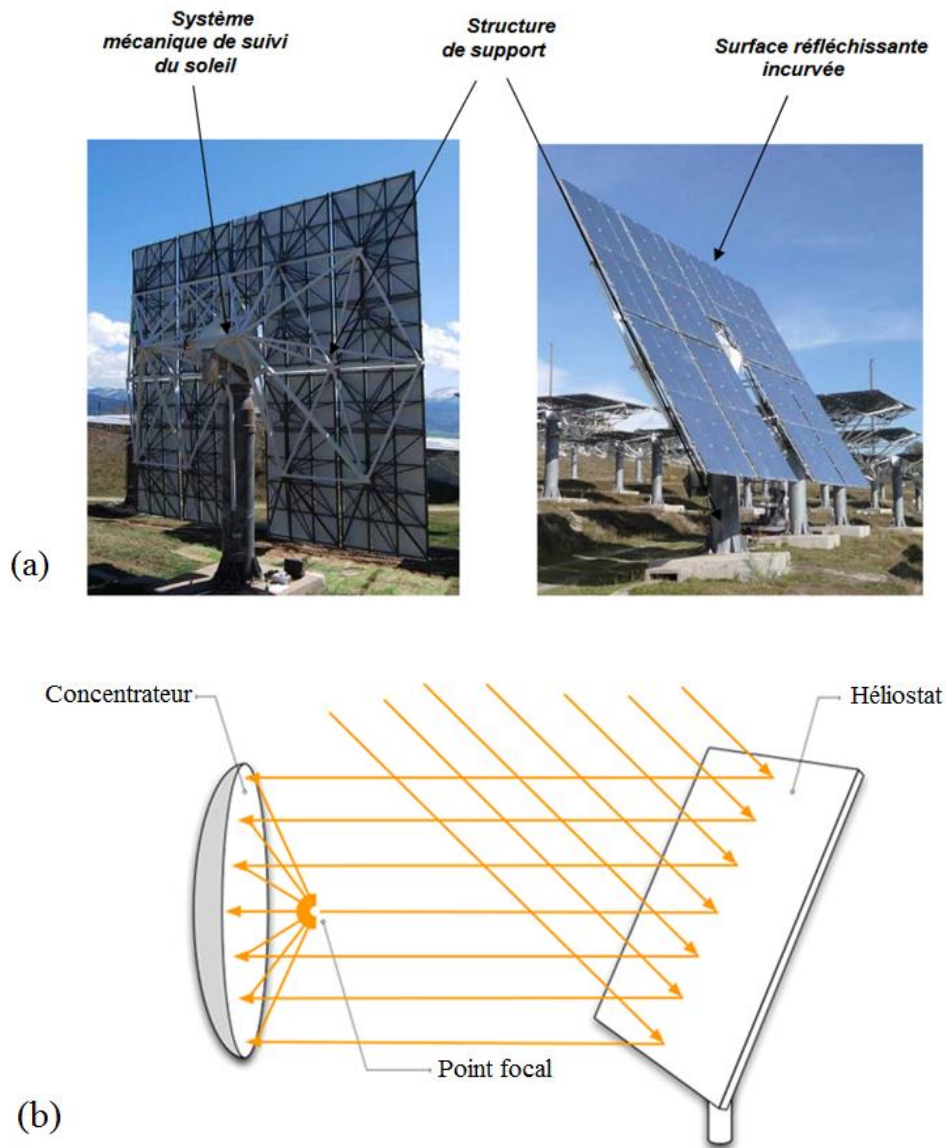 Système
mécanique de suivi
du soleil
Structure
de support
Surface réfléchissante
incurvée
(a)
Concentrateur
Héliostat
Point focal
(b)